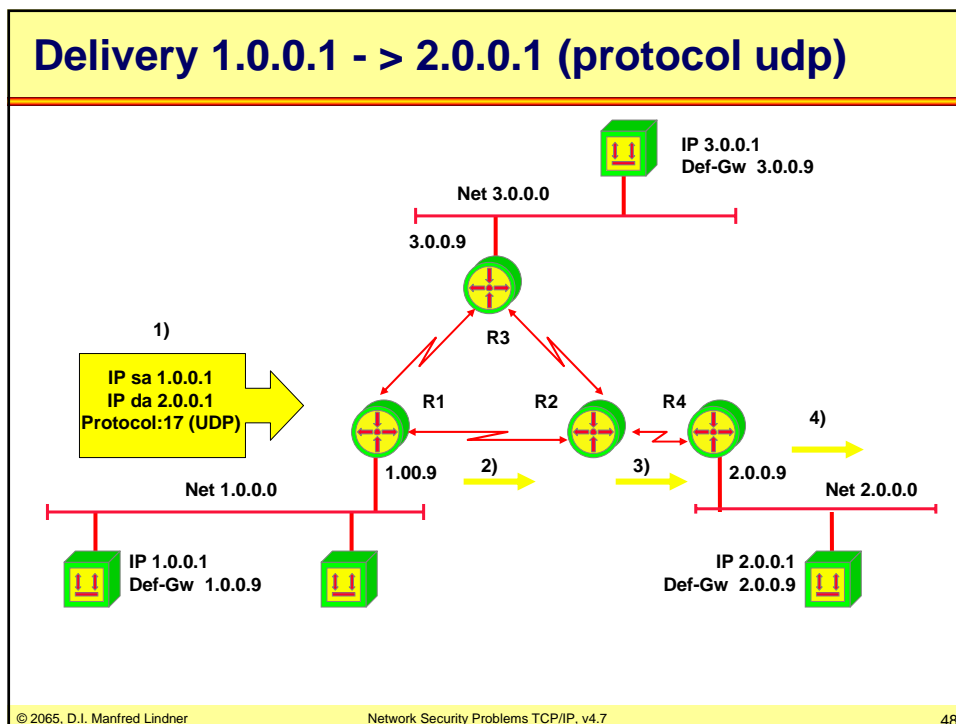 Delivery 1.0.0.1 - > 2.0.0.1 (protocol udp)
IP 3.0.0.1
Def-Gw 3.0.0.9
Net 3.0.0.0
3.0.0.9
R3
1)
IP sa 1.0.0.1
IP da 2.0.0.1
Protocol:17 (UDP)
R1
R2
R4
4)
1.00.9
2)
3)
2.0.0.9
Net 1.0.0.0
Net 2.0.0.0
IP 1.0.0.1
Def-Gw 1.0.0.9
IP 2.0.0.1
Def-Gw 2.0.0.9
© 2065, D.I. Manfred Lindner
Network Security Problems TCP/IP, v4.7
48